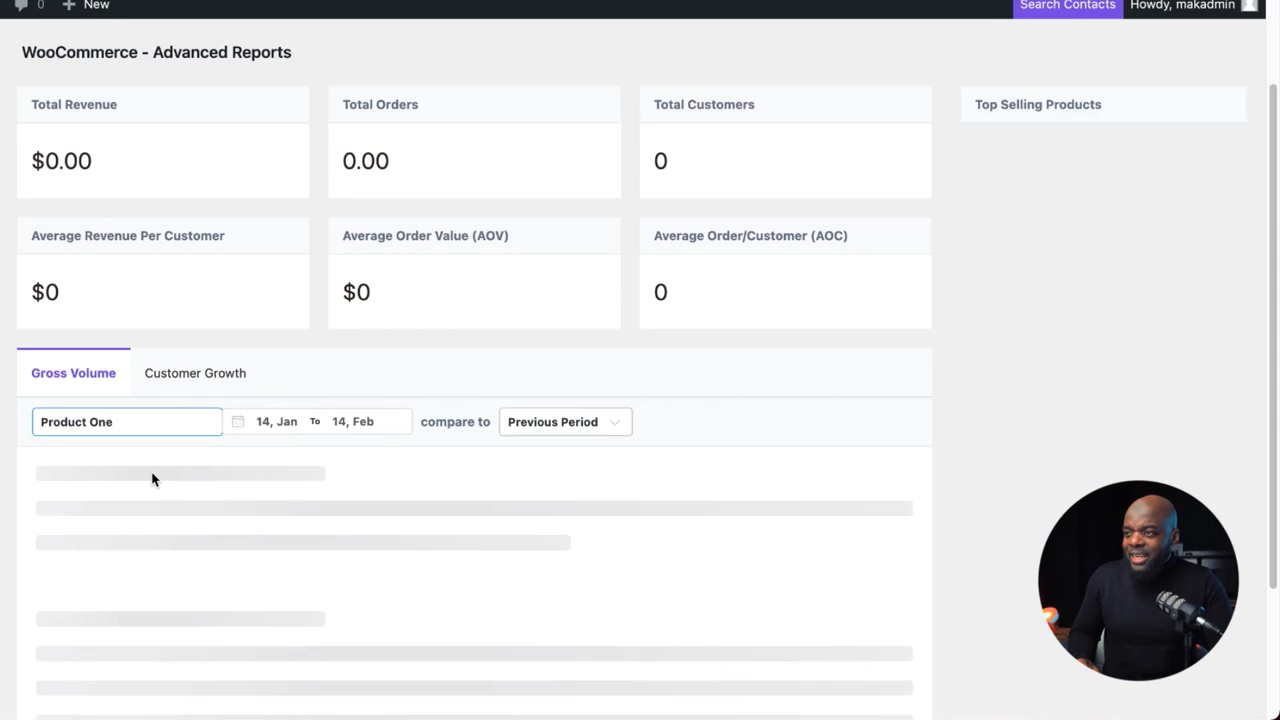 0 New
Search Contacts Howdy, makadmin
WooCommerce - Advanced Reports
Total Revenue
$0.00
Total Orders
0.00
Total Customers
0
Top Selling Products
Average Revenue Per Customer
$0
Average Order Value (AOV)
$0
Average Order/Customer (AOC)
0
Gross Volume Customer Growth
Product One 14, Jan To 14, Feb compare to Previous Period